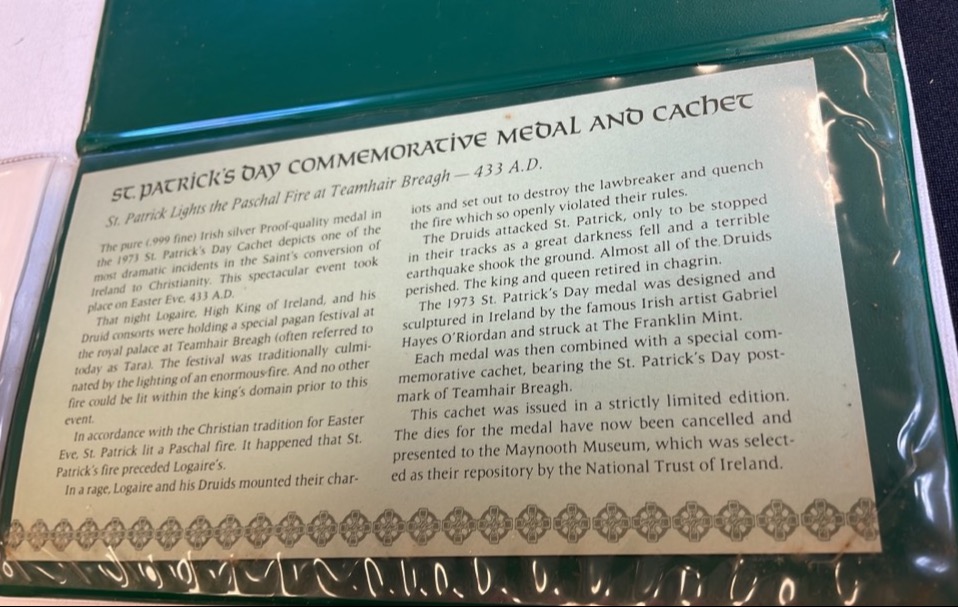 ST. PATRICK'S DAY COMMEMORATIVE MEDAL AND CACHET
St. Patrick Lights the Paschal Fire at Teamhair Breagh — 433 A.D.
The pure (.999 fine) Irish silver Proof-quality medal in
the 1973 St. Patrick's Day Cachet depicts one of the
most dramatic incidents in the Saint's conversion of
Ireland to Christianity. This spectacular event took
place on Easter Eve, 433 A.D.
That night Logaire, High King of Ireland, and his
Druid consorts were holding a special pagan festival at
the royal palace at Teamhair Breagh (often referred to
today as Tara). The festival was traditionally culmi-
nated by the lighting of an enormous fire. And no other
fire could be lit within the king's domain prior to this
event.
In accordance with the Christian tradition for Easter
Eve, St. Patrick lit a Paschal fire. It happened that St.
Patrick's fire preceded Logaire's.
In a rage, Logaire and his Druids mounted their char-
iots and set out to destroy the lawbreaker and quench
the fire which so openly violated their rules.
The Druids attacked St. Patrick, only to be stopped
in their tracks as a great darkness fell and a terrible
earthquake shook the ground. Almost all of the Druids
perished. The king and queen retired in chagrin.
The 1973 St. Patrick's Day medal was designed and
sculptured in Ireland by the famous Irish artist Gabriel
Hayes O'Riordan and struck at The Franklin Mint.
Each medal was then combined with a special com-
memorative cachet, bearing the St. Patrick's Day post-
mark of Teamhair Breagh.
This cachet was issued in a strictly limited edition.
The dies for the medal have now been cancelled and
presented to the Maynooth Museum, which was select-
ed as their repository by the National Trust of Ireland.